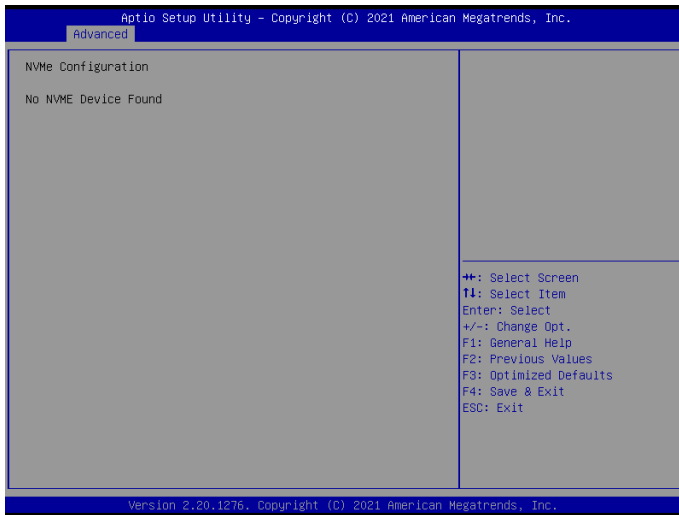 Aptio Setup Utility – Copyright (C) 2021 American Megatrends, Inc.
Advanced
NVMe Configuration
No NVME Device Found
→←: Select Screen
↑↓: Select Item
Enter: Select
+/-: Change Opt.
F1: General Help
F2: Previous Values
F3: Optimized Defaults
F4: Save & Exit
ESC: Exit
Version 2.20.1276. Copyright (C) 2021 American Megatrends, Inc.